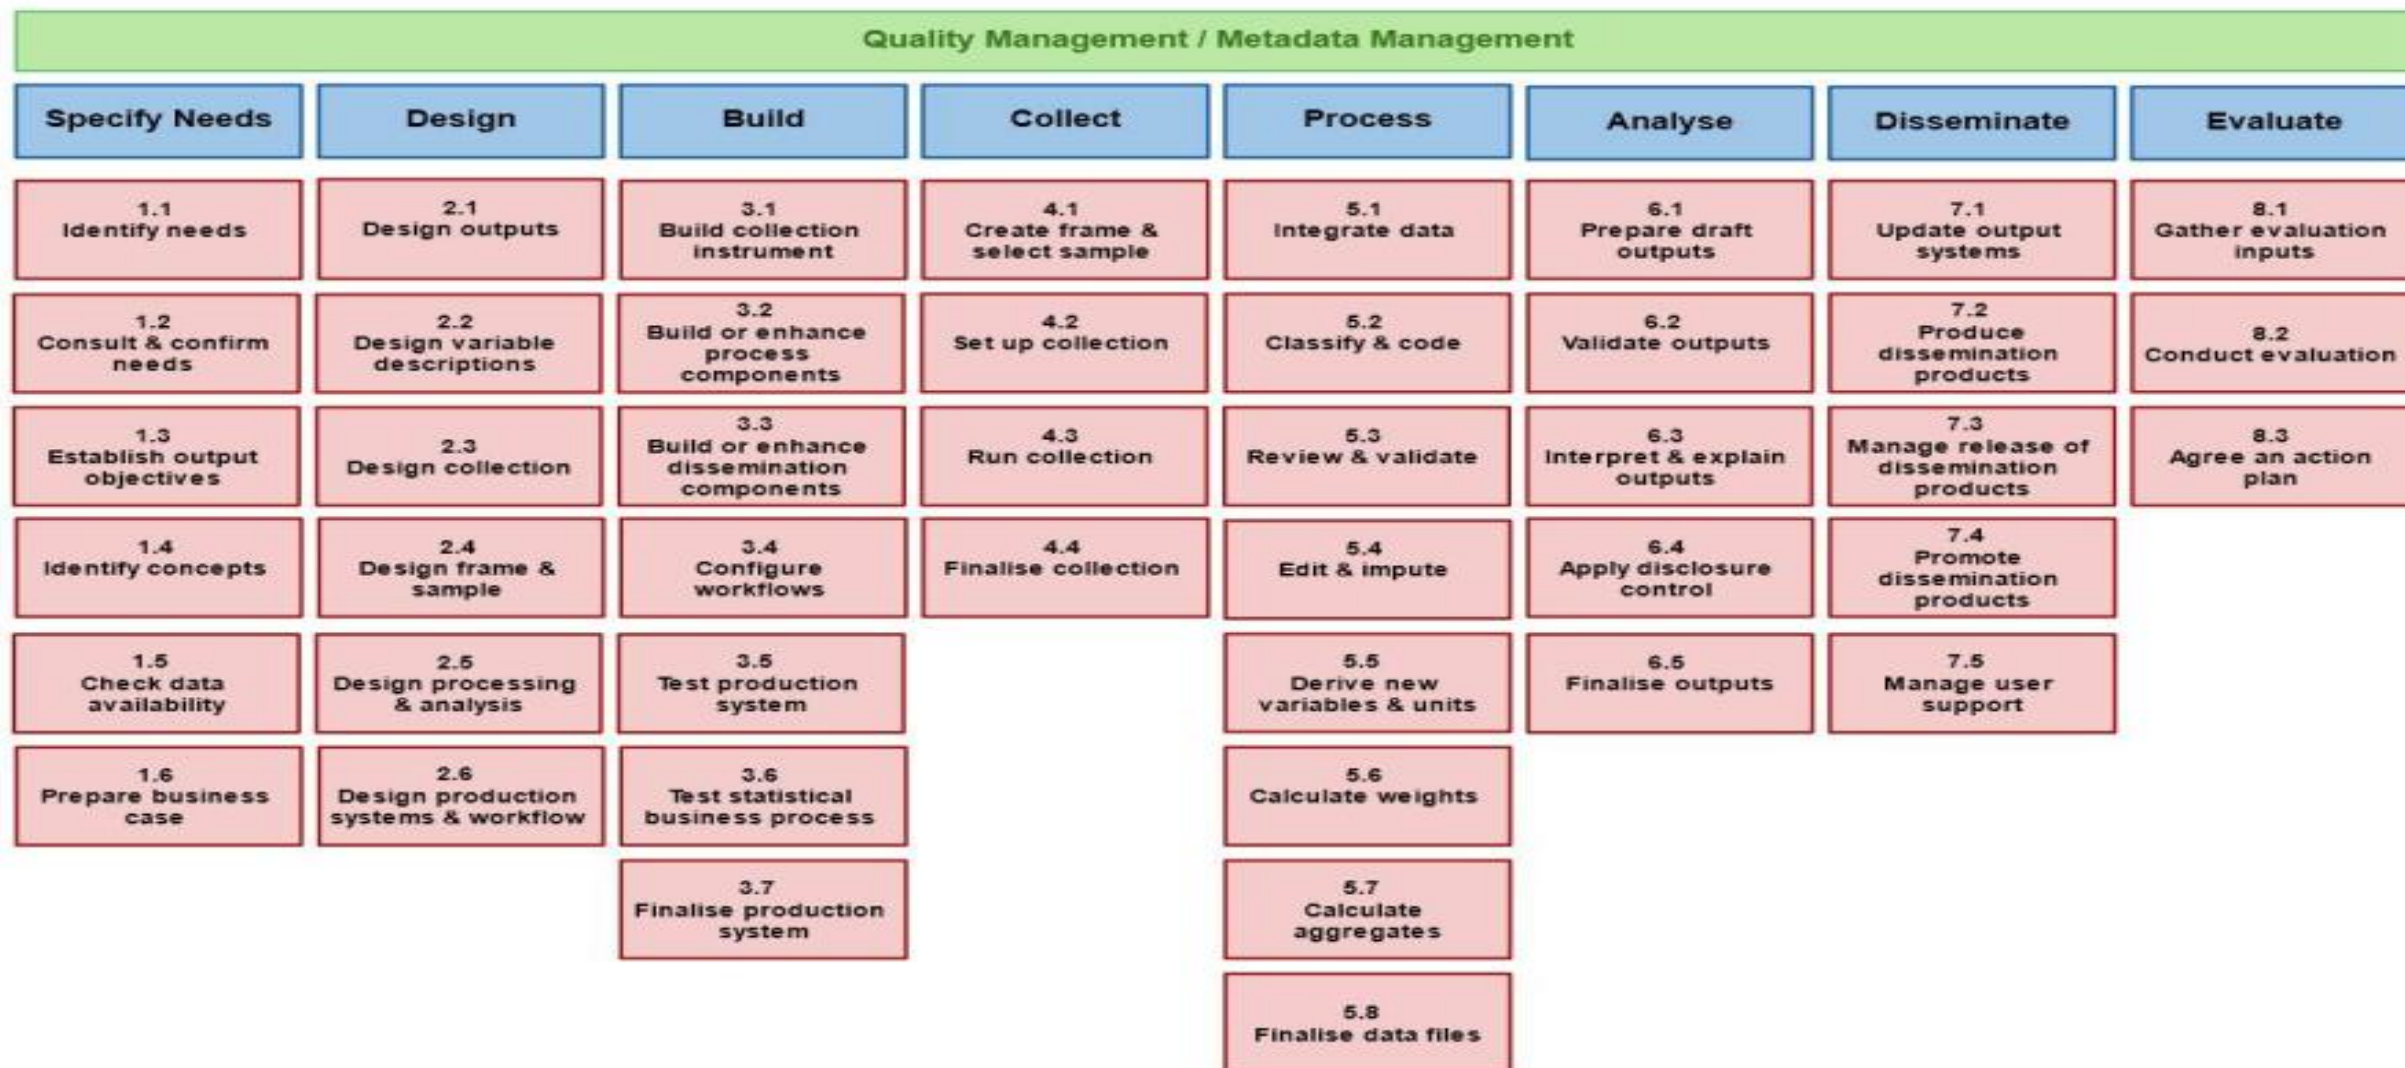 Quality Management / Metadata Management
Specify Needs
Design
Build
Collect
Process
Analyse
Disseminate
Evaluate
1.1
Identify needs
2.1
Design outputs
3.1
Build collection
instrument
4.1
Create frame &
select sample
5.1
Integrate data
6.1
Prepare draft
outputs
7.1
Update output
systems
8.1
Gather evaluation
inputs
1.2
Consult & confirm
needs
2.2
Design variable
descriptions
3.2
Build or enhance
process
components
4.2
Set up collection
5.2
Classify & code
6.2
Validate outputs
7.2
Produce
dissemination
products
8.2
Conduct evaluation
1.3
Establish output
objectives
2.3
Design collection
3.3
Build or enhance
dissemination
components
4.3
Run collection
5.3
Review & validate
6.3
Interpret & explain
outputs
7.3
Manage release of
dissemination
products
8.3
Agree an action
plan
1.4
Identify concepts
2.4
Design frame &
sample
3.4
Configure
workflows
4.4
Finalise collection
5.4
Edit & impute
6.4
Apply disclosure
control
7.4
Promote
dissemination
products
1.5
Check data
availability
2.5
Design processing
& analysis
3.5
Test production
system
5.5
Derive new
variables & units
6.5
Finalise outputs
7.5
Manage user
support
1.6
Prepare business
case
2.6
Design production
systems & workflow
3.6
Test statistical
business process
5.6
Calculate weights
3.7
Finalise production
system
5.7
Calculate
aggregates
5.8
Finalise data files